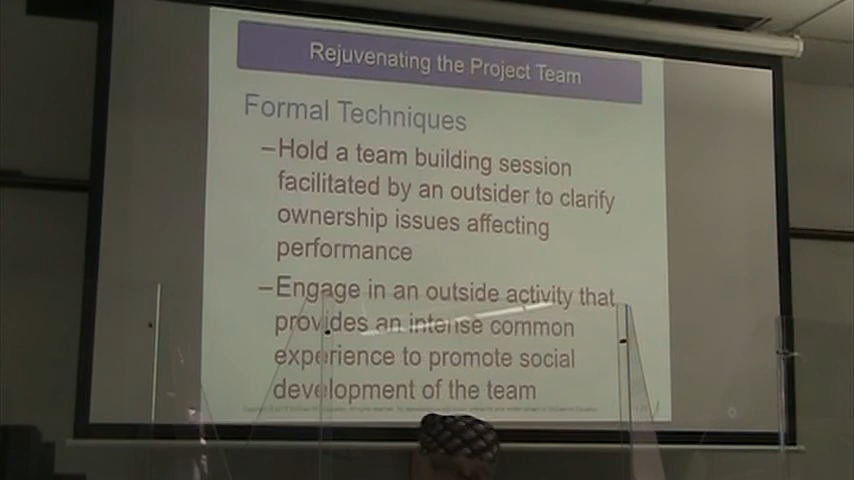 Rejuvenating the Project Team
Formal Techniques
–Hold a team building session
facilitated by an outsider to clarify
ownership issues affecting
performance
–Engage in an outside activity that
provides an intense common
experience to promote social
development of the team